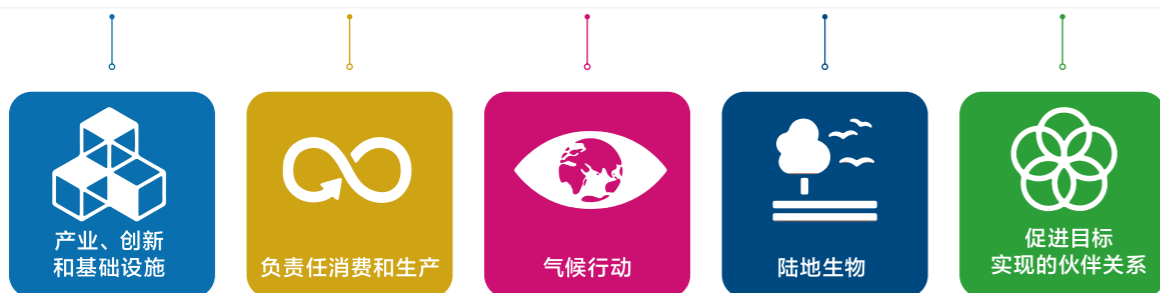 产业、创新
和基础设施
负责任消费和生产
气候行动
陆地生物
促进目标
实现的伙伴关系